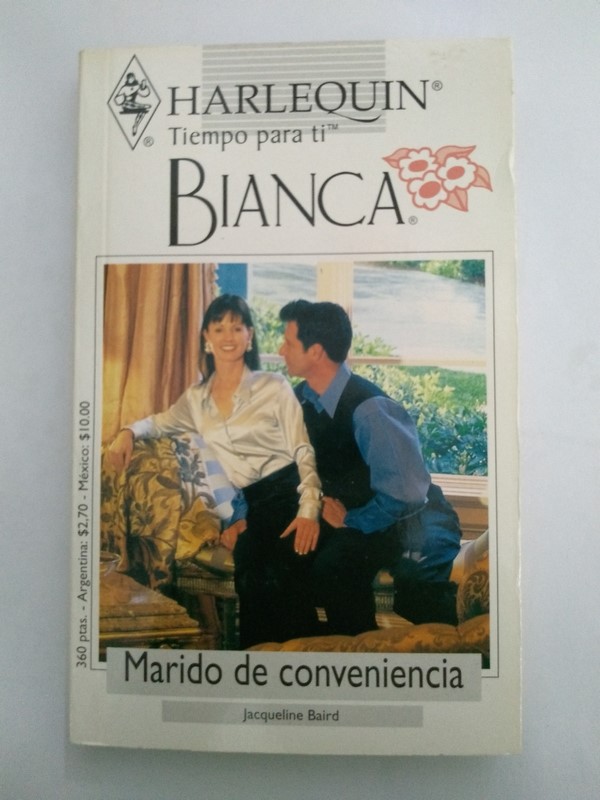 HARLEQUIN®
®
Tiempo para ti™
BIANCA®
360 ptas. - Argentina: $2,70 - México: $10.00
Marido de conveniencia
Jacqueline Baird